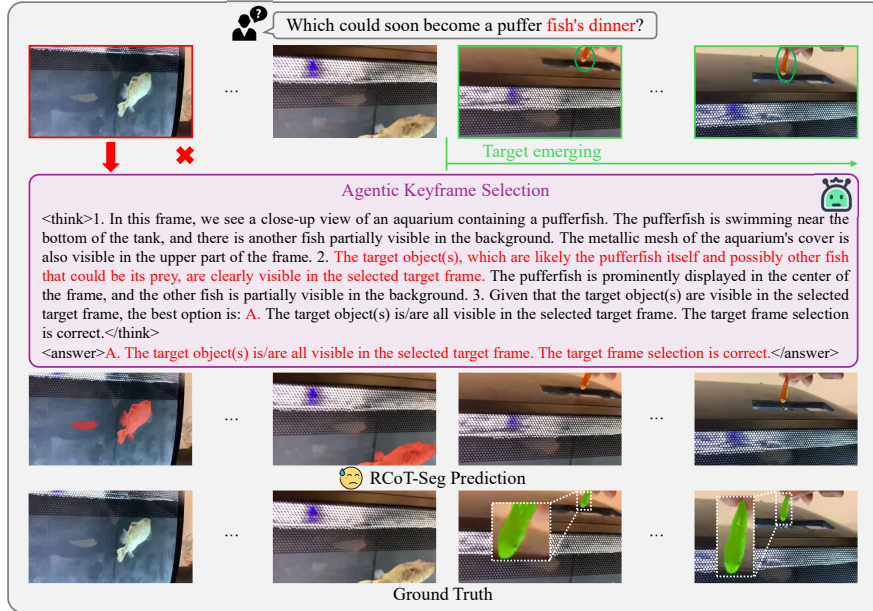 Which could soon become a puffer fish's dinner?
...
...
Target emerging
Agentic Keyframe Selection
<think>1. In this frame, we see a close-up view of an aquarium containing a pufferfish. The pufferfish is swimming near the
bottom of the tank, and there is another fish partially visible in the background. The metallic mesh of the aquarium's cover is
also visible in the upper part of the frame. 2. The target object(s), which are likely the pufferfish itself and possibly other fish
that could be its prey, are clearly visible in the selected target frame. The pufferfish is prominently displayed in the center of
the frame, and the other fish is partially visible in the background. 3. Given that the target object(s) are visible in the selected
target frame, the best option is: A. The target object(s) is/are all visible in the selected target frame. The target frame selection
is correct.</think>
<answer>A. The target object(s) is/are all visible in the selected target frame. The target frame selection is correct.</answer>
...
...
RCoT-Seg Prediction
...
...
Ground Truth